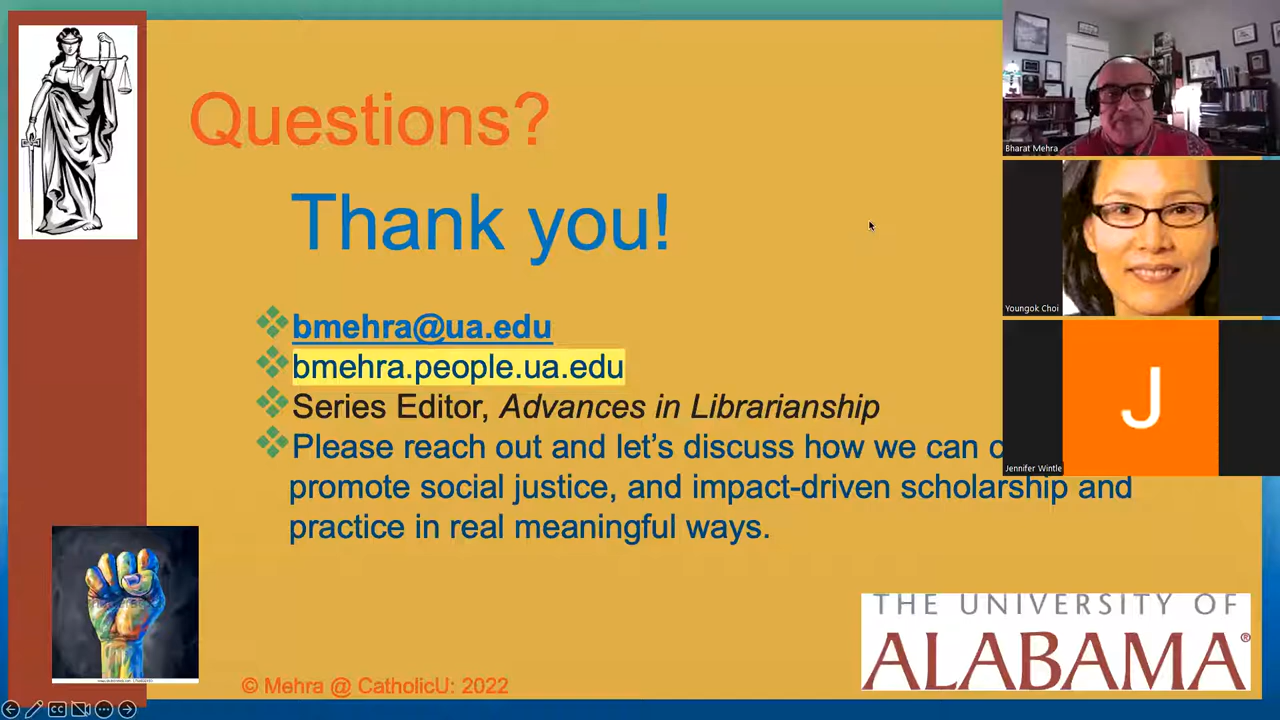 Questions?
Thank you!
bmehra@ua.edu
bmehra.people.ua.edu
Series Editor, Advances in Librarianship
Please reach out and let’s discuss how we can
promote social justice, and impact-driven scholarship and
practice in real meaningful ways.
THE UNIVERSITY OF
ALABAMA®
© Mehra @ CatholicU: 2022
Bharat Mehra
Youngok Choi
J
Jennifer Wintle
CC